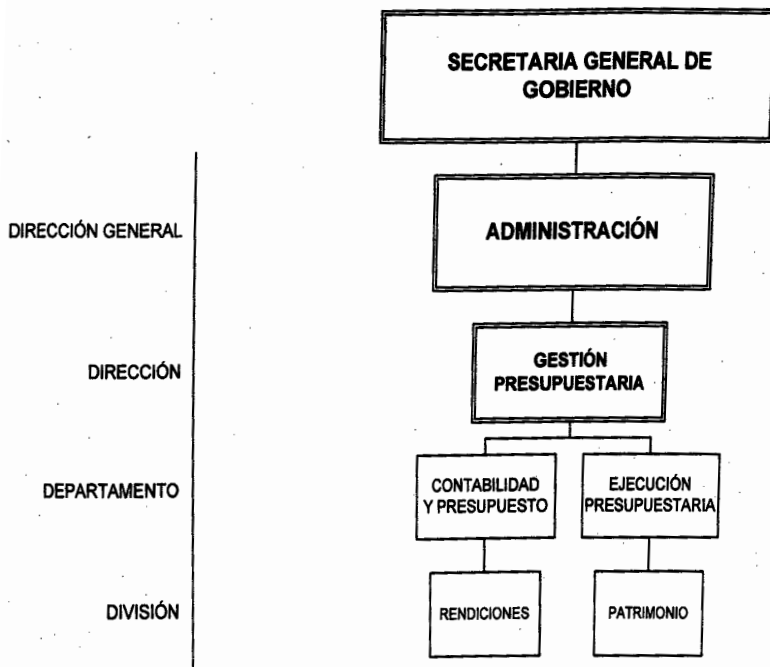 SECRETARIA GENERAL DE
GOBIERNO
DIRECCIÓN GENERAL
ADMINISTRACIÓN
DIRECCIÓN
GESTIÓN
PRESUPUESTARIA
DEPARTAMENTO
CONTABILIDAD
Y PRESUPUESTO
EJECUCIÓN
PRESUPUESTARIA
DIVISIÓN
RENDICIONES
PATRIMONIO